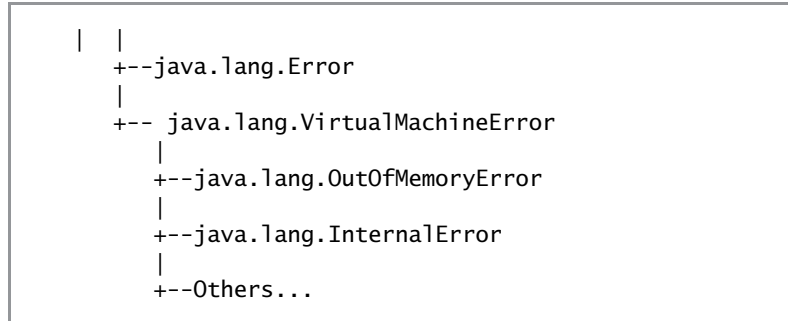 |  |
   +--java.lang.Error
   |
   +-- java.lang.VirtualMachineError
      |
      +--java.lang.OutOfMemoryError
      |
      +--java.lang.InternalError
      |
      +--Others...